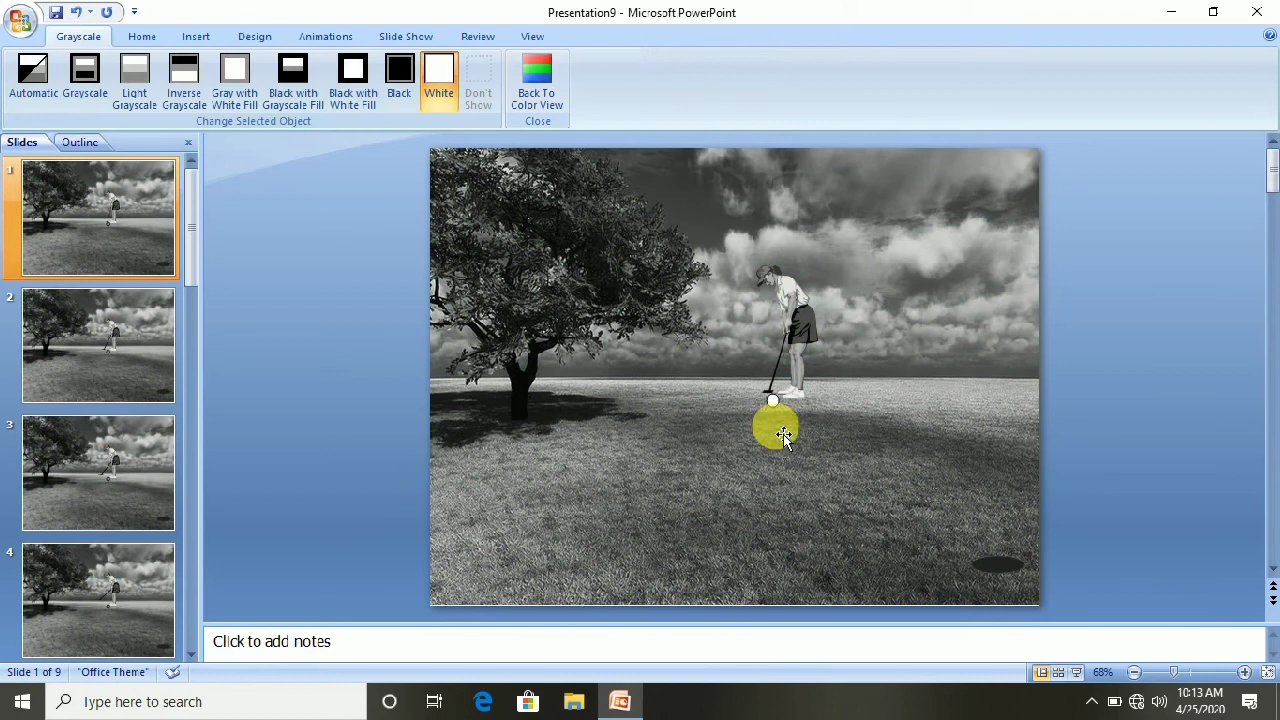 Presentation9 - Microsoft PowerPoint
Grayscale Home Insert Design Animations Slide Show Review View
Automatic Grayscale Light Grayscale Inverse Grayscale Gray with White Fill Black with Grayscale Fill Black with White Fill Black White Don't Show Back To Color View
Change Selected Object Close
Slides Outline
1
2
3
4
Click to add notes
Slide 1 of 9 "Office Theme" 68%
Type here to search
10:13 AM
4/25/2020